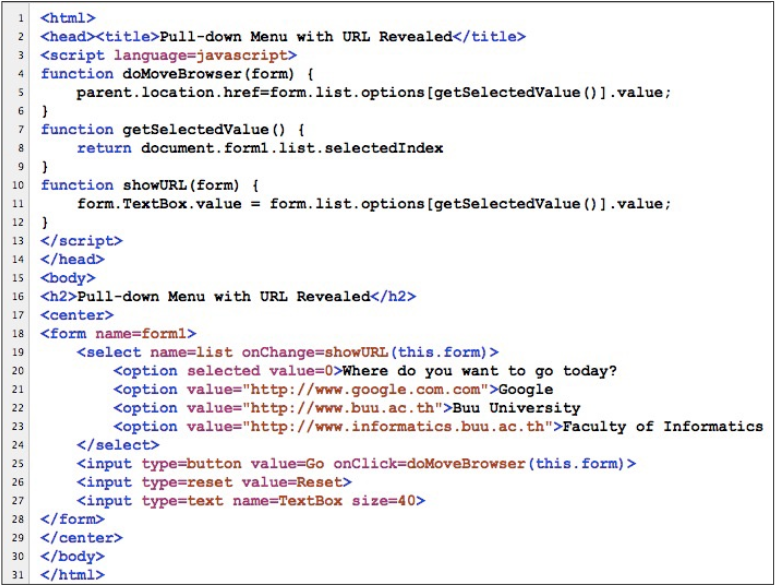 1 <html>
2 <head><title>Pull-down Menu with URL Revealed</title>
3 <script language=javascript>
4 function doMoveBrowser(form) {
5     parent.location.href=form.list.options[getSelectedValue()].value;
6 }
7 function getSelectedValue() {
8     return document.form1.list.selectedIndex
9 }
10 function showURL(form) {
11     form.TextBox.value = form.list.options[getSelectedValue()].value;
12 }
13 </script>
14 </head>
15 <body>
16 <h2>Pull-down Menu with URL Revealed</h2>
17 <center>
18 <form name=form1>
19     <select name=list onChange=showURL(this.form)>
20         <option selected value=0>Where do you want to go today?
21         <option value="http://www.google.com.com">Google
22         <option value="http://www.buu.ac.th">Buu University
23         <option value="http://www.informatics.buu.ac.th">Faculty of Informatics
24     </select>
25     <input type=button value=Go onClick=doMoveBrowser(this.form)>
26     <input type=reset value=Reset>
27     <input type=text name=TextBox size=40>
28 </form>
29 </center>
30 </body>
31 </html>